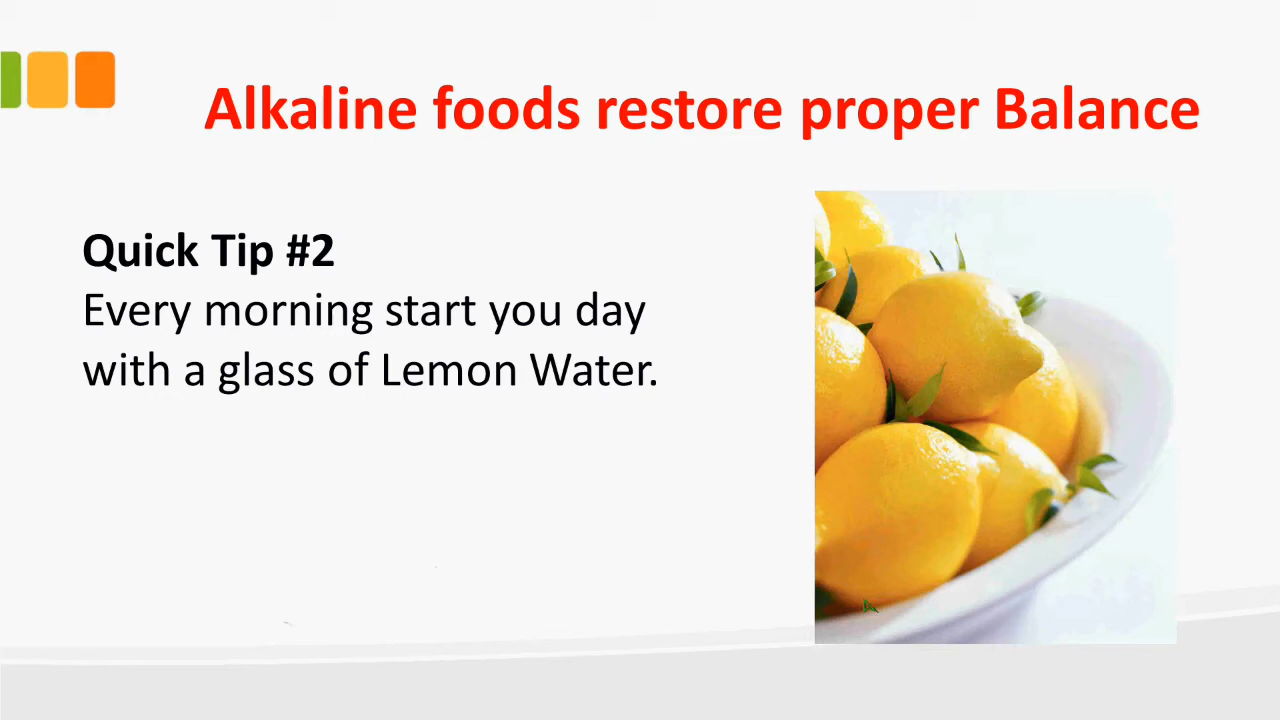 Alkaline foods restore proper Balance
Quick Tip #2
Every morning start you day
with a glass of Lemon Water.